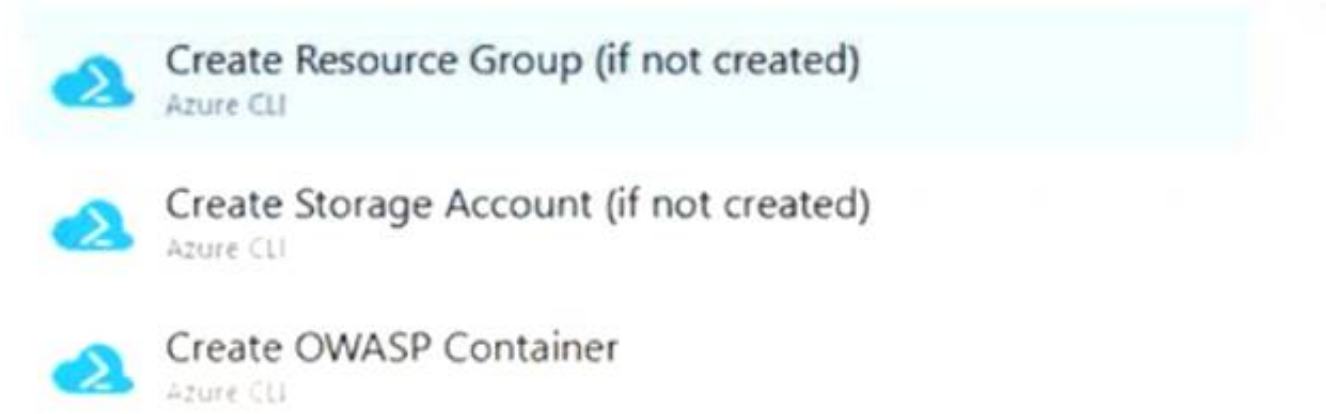 Create Resource Group (if not created)
Azure CLI
Create Storage Account (if not created)
Azure CLI
Create OWASP Container
Azure CLI